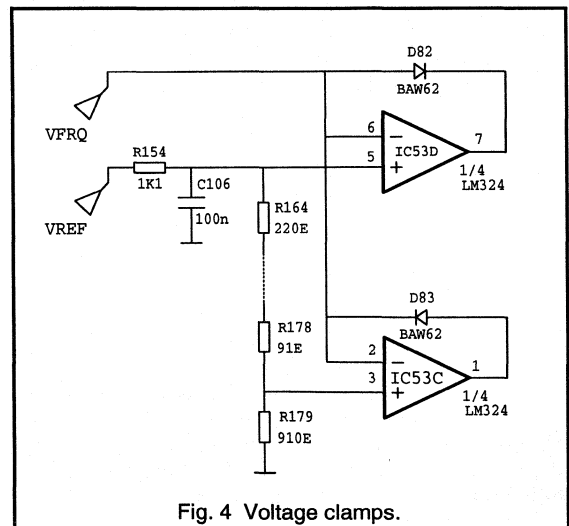 D82
BAW62
VFRQ
6
−
7
IC53D
R154
5
+
1K1
1/4
LM324
C106
100n
VREF
R164
220E
D83
BAW62
R178
91E
2
−
1
3
IC53C
+
1/4
LM324
R179
910E
Fig. 4 Voltage clamps.